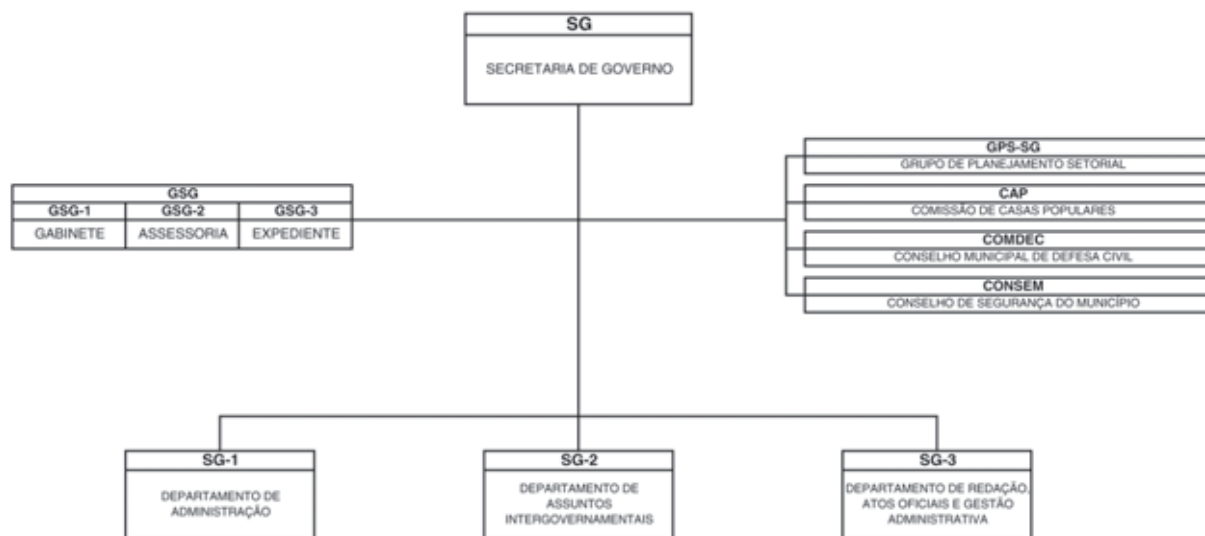 SG
SECRETARIA DE GOVERNO
GPS-SG
GRUPO DE PLANEJAMENTO SETORIAL
CAP
COMISSÃO DE CASAS POPULARES
COMDEC
CONSELHO MUNICIPAL DE DEFESA CIVIL
CONSEM
CONSELHO DE SEGURANÇA DO MUNICÍPIO
GSG
GSG-1 GSG-2 GSG-3
GABINETE ASSESSORIA EXPEDIENTE
SG-1
DEPARTAMENTO DE
ADMINISTRAÇÃO
SG-2
DEPARTAMENTO DE
ASSUNTOS
INTERGOVERNAMENTAIS
SG-3
DEPARTAMENTO DE REDAÇÃO,
ATOS OFICIAIS E GESTÃO
ADMINISTRATIVA